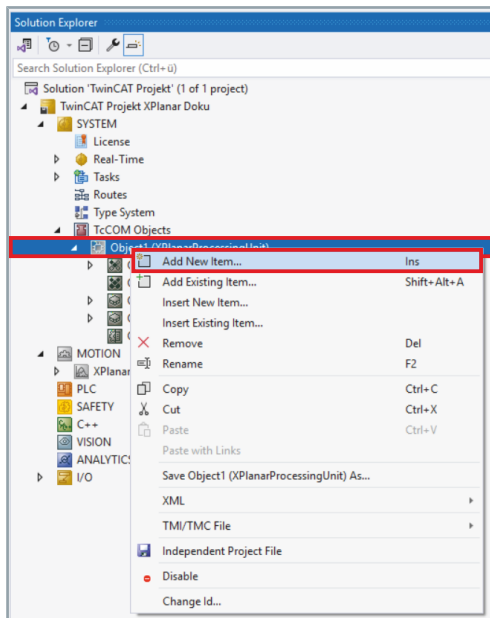 Solution Explorer
Search Solution Explorer (Ctrl+ü)
Solution 'TwinCAT Projekt' (1 of 1 project)
TwinCAT Projekt XPlanar Doku
SYSTEM
License
Real-Time
Tasks
Routes
Type System
TcCOM Objects
Object1 (XPlanarProcessingUnit)
Add New Item... Ins
Add Existing Item... Shift+Alt+A
Insert New Item...
Insert Existing Item...
Remove Del
MOTION
Rename F2
XPlanar
PLC
Copy Ctrl+C
SAFETY
Cut Ctrl+X
C++
Paste Ctrl+V
VISION
Paste with Links
ANALYTICS
I/O
Save Object1 (XPlanarProcessingUnit) As...
XML
TMI/TMC File
Independent Project File
Disable
Change Id...